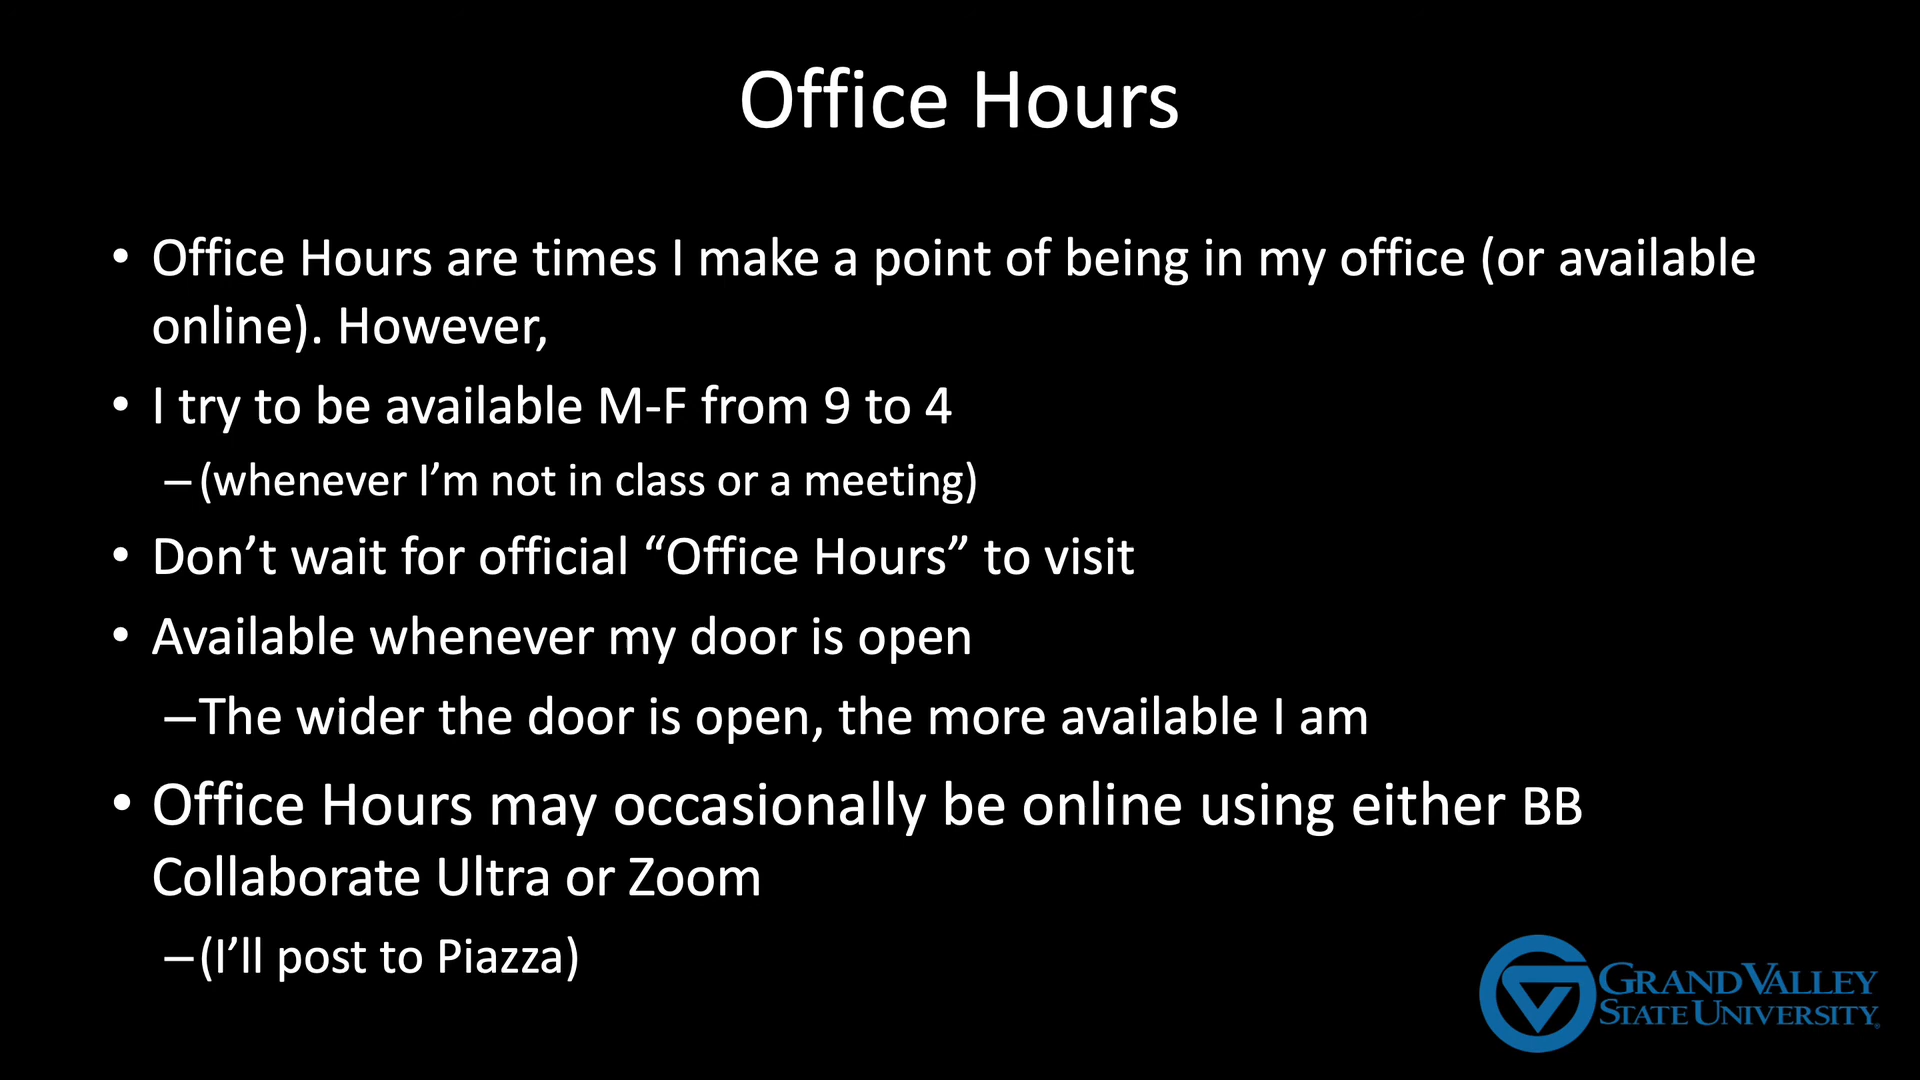 Office Hours
• Office Hours are times I make a point of being in my office (or available
online). However,
• I try to be available M-F from 9 to 4
–(whenever I’m not in class or a meeting)
• Don’t wait for official “Office Hours” to visit
• Available whenever my door is open
–The wider the door is open, the more available I am
• Office Hours may occasionally be online using either BB
Collaborate Ultra or Zoom
–(I’ll post to Piazza)
GRAND VALLEY
STATE UNIVERSITY